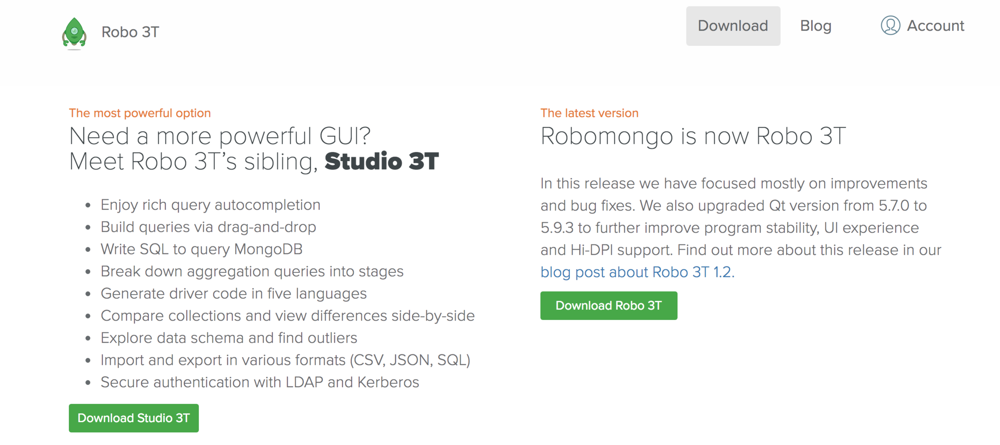 Robo 3T
Download
Blog
Account
The most powerful option
Need a more powerful GUI?
Meet Robo 3T’s sibling, Studio 3T
Enjoy rich query autocompletion
Build queries via drag-and-drop
Write SQL to query MongoDB
Break down aggregation queries into stages
Generate driver code in five languages
Compare collections and view differences side-by-side
Explore data schema and find outliers
Import and export in various formats (CSV, JSON, SQL)
Secure authentication with LDAP and Kerberos
Download Studio 3T
The latest version
Robomongo is now Robo 3T
In this release we have focused mostly on improvements
and bug fixes. We also upgraded Qt version from 5.7.0 to
5.9.3 to further improve program stability, UI experience
and Hi-DPI support. Find out more about this release in our
blog post about Robo 3T 1.2.
Download Robo 3T